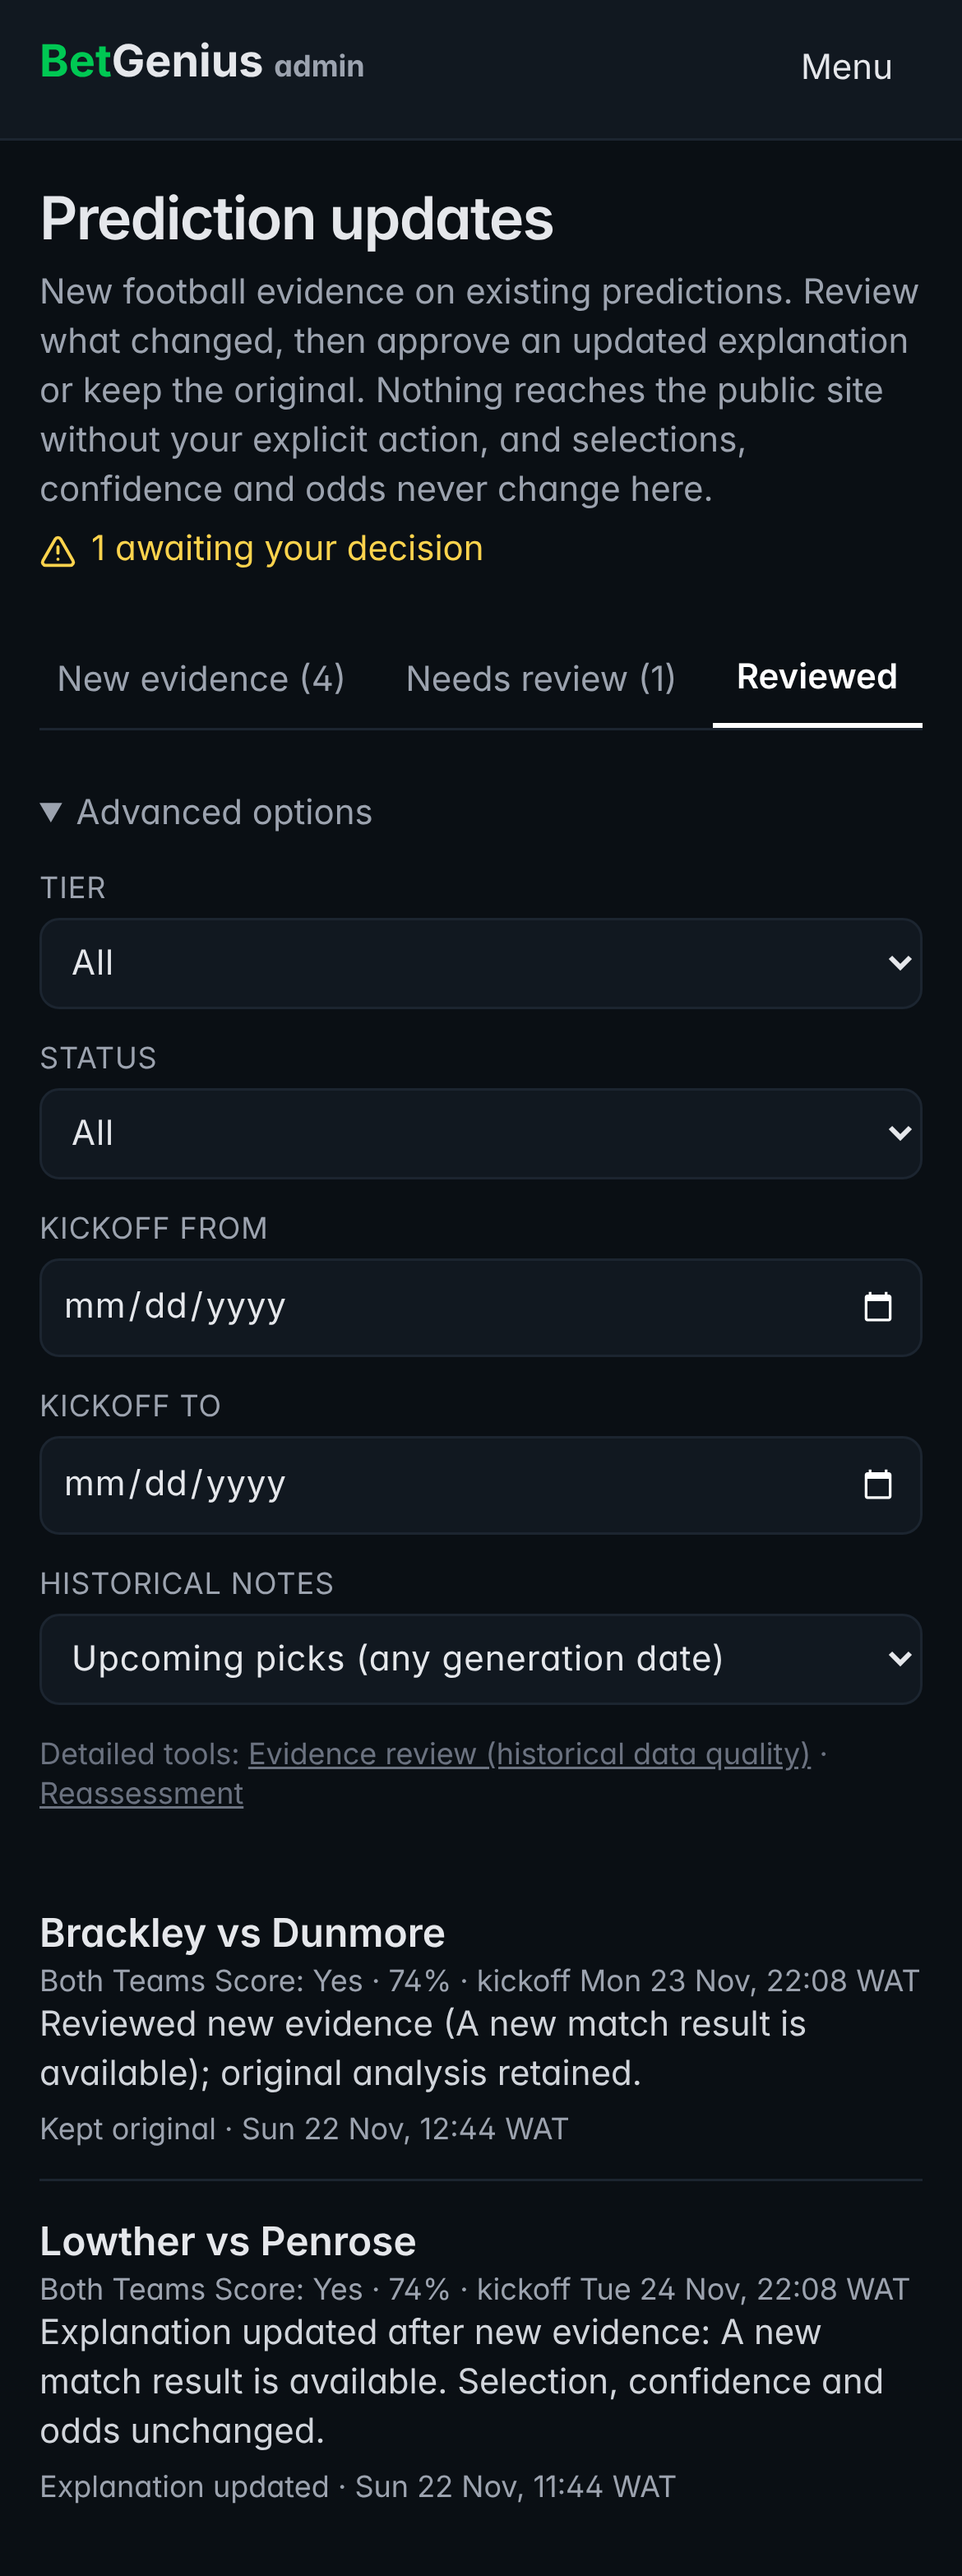 BetGenius admin
Menu
Prediction updates
New football evidence on existing predictions. Review
what changed, then approve an updated explanation
or keep the original. Nothing reaches the public site
without your explicit action, and selections,
confidence and odds never change here.
1 awaiting your decision
New evidence (4)
Needs review (1)
Reviewed
▼ Advanced options
TIER
All
STATUS
All
KICKOFF FROM
mm/dd/yyyy
KICKOFF TO
mm/dd/yyyy
HISTORICAL NOTES
Upcoming picks (any generation date)
Detailed tools: Evidence review (historical data quality) ·
Reassessment
Brackley vs Dunmore
Both Teams Score: Yes · 74% · kickoff Mon 23 Nov, 22:08 WAT
Reviewed new evidence (A new match result is
available); original analysis retained.
Kept original · Sun 22 Nov, 12:44 WAT
Lowther vs Penrose
Both Teams Score: Yes · 74% · kickoff Tue 24 Nov, 22:08 WAT
Explanation updated after new evidence: A new
match result is available. Selection, confidence and
odds unchanged.
Explanation updated · Sun 22 Nov, 11:44 WAT